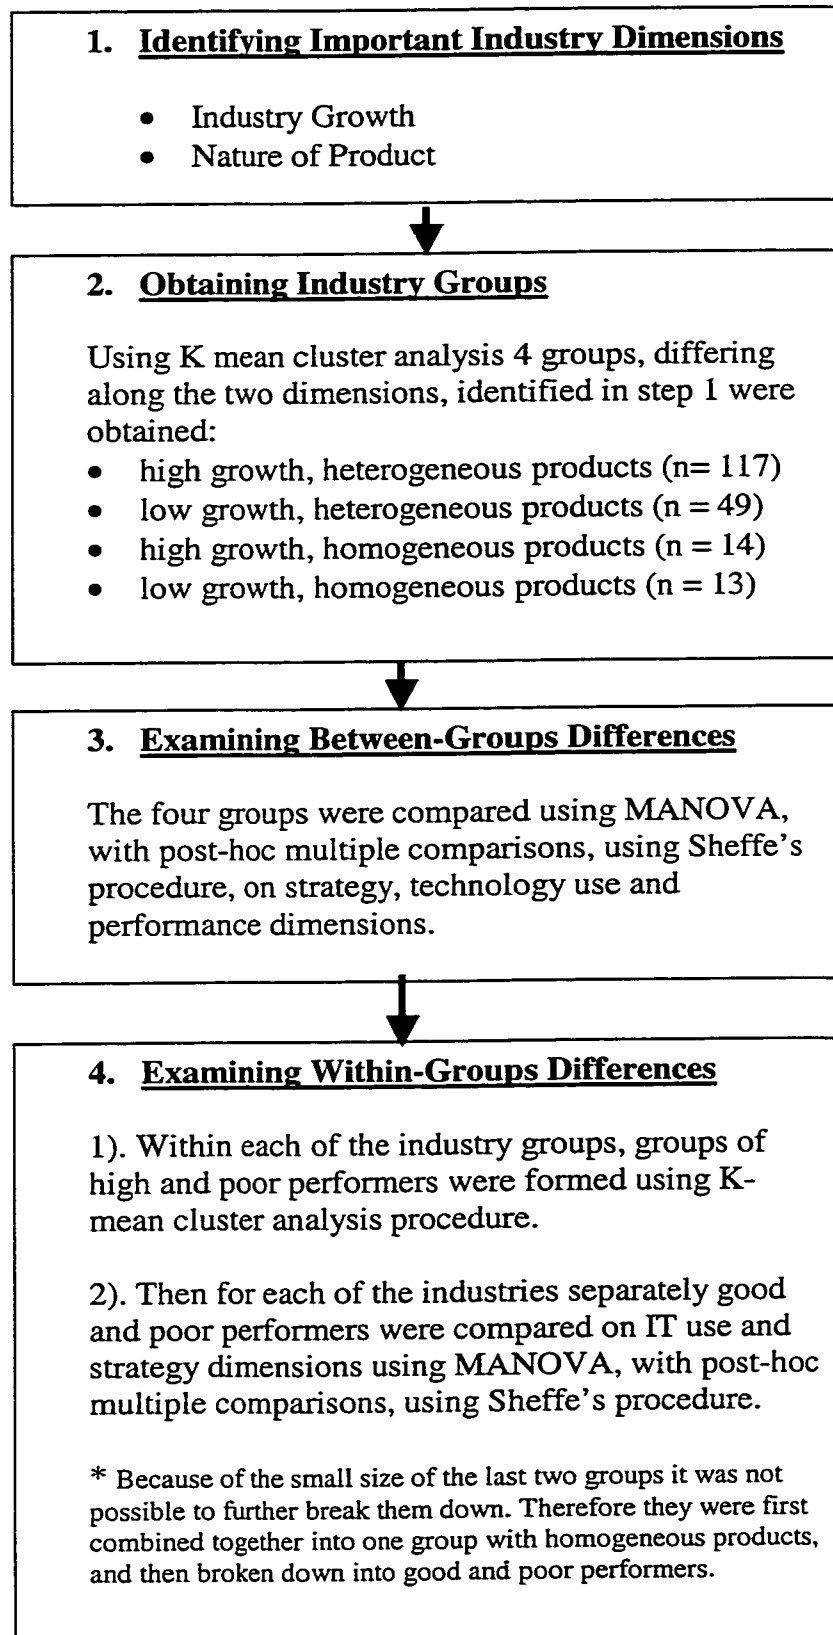 1. Identifying Important Industry Dimensions
• Industry Growth
• Nature of Product
2. Obtaining Industry Groups
Using K mean cluster analysis 4 groups, differing
along the two dimensions, identified in step 1 were
obtained:
• high growth, heterogeneous products (n= 117)
• low growth, heterogeneous products (n = 49)
• high growth, homogeneous products (n = 14)
• low growth, homogeneous products (n = 13)
3. Examining Between-Groups Differences
The four groups were compared using MANOVA,
with post-hoc multiple comparisons, using Sheffe's
procedure, on strategy, technology use and
performance dimensions.
4. Examining Within-Groups Differences
1). Within each of the industry groups, groups of
high and poor performers were formed using K-
mean cluster analysis procedure.
2). Then for each of the industries separately good
and poor performers were compared on IT use and
strategy dimensions using MANOVA, with post-hoc
multiple comparisons, using Sheffe's procedure.
* Because of the small size of the last two groups it was not
possible to further break them down. Therefore they were first
combined together into one group with homogeneous products,
and then broken down into good and poor performers.